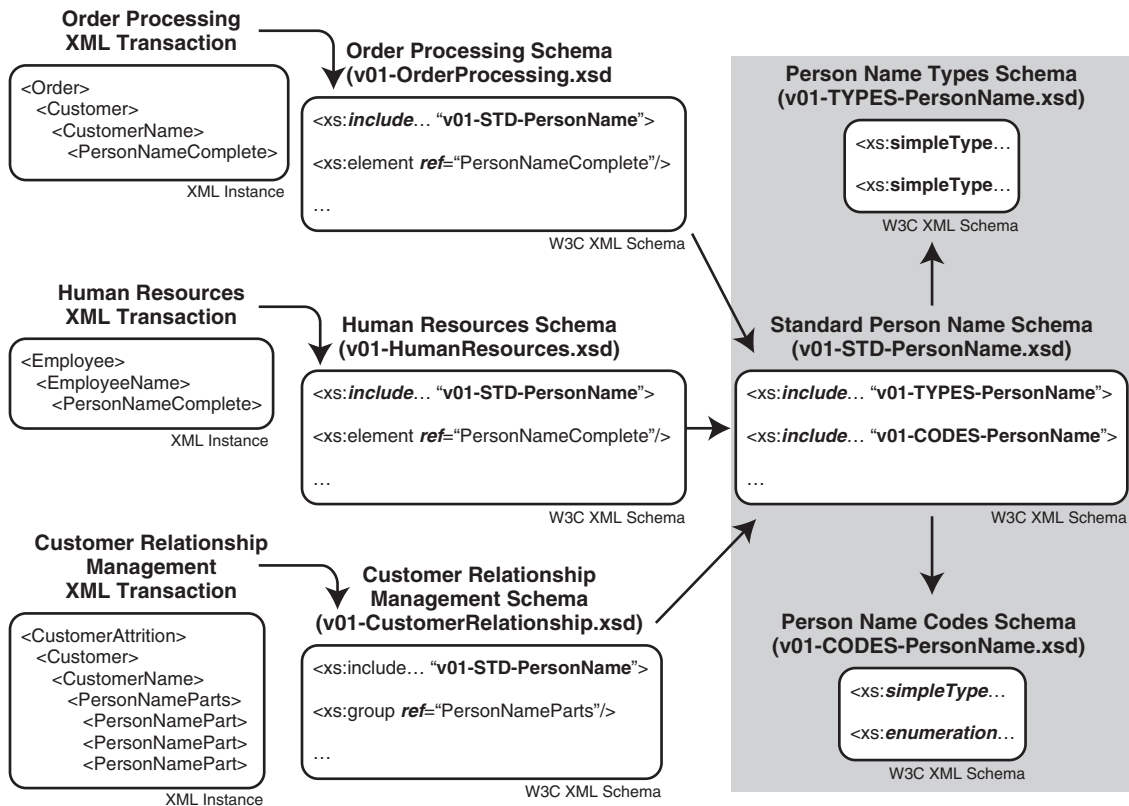 Order Processing
XML Transaction
<Order>
<Customer>
<CustomerName>
<PersonNameComplete>
XML Instance
Order Processing Schema
(v01-OrderProcessing.xsd
<xs:include… “v01-STD-PersonName”>
<xs:element ref=“PersonNameComplete”/>
…
W3C XML Schema
Human Resources
XML Transaction
<Employee>
<EmployeeName>
<PersonNameComplete>
XML Instance
Human Resources Schema
(v01-HumanResources.xsd)
<xs:include… “v01-STD-PersonName”>
<xs:element ref=“PersonNameComplete”/>
…
W3C XML Schema
Customer Relationship
Management
XML Transaction
<CustomerAttrition>
<Customer>
<CustomerName>
<PersonNameParts>
<PersonNamePart>
<PersonNamePart>
<PersonNamePart>
XML Instance
Customer Relationship
Management Schema
(v01-CustomerRelationship.xsd)
<xs:include… “v01-STD-PersonName”>
<xs:group ref=“PersonNameParts”/>
…
W3C XML Schema
Person Name Types Schema
(v01-TYPES-PersonName.xsd)
<xs:simpleType…
<xs:simpleType…
W3C XML Schema
Standard Person Name Schema
(v01-STD-PersonName.xsd)
<xs:include… “v01-TYPES-PersonName”>
<xs:include… “v01-CODES-PersonName”>
…
W3C XML Schema
Person Name Codes Schema
(v01-CODES-PersonName.xsd)
<xs:simpleType…
<xs:enumeration…
W3C XML Schema